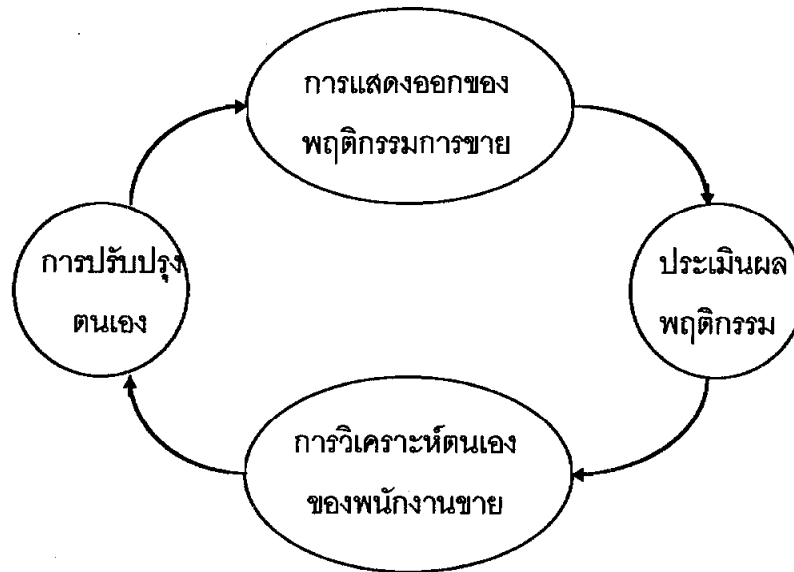 การแสดงออกของ
พฤติกรรมการขาย
การปรับปรุง
ตนเอง
ประเมินผล
พฤติกรรม
การวิเคราะห์ตนเอง
ของพนักงานขาย